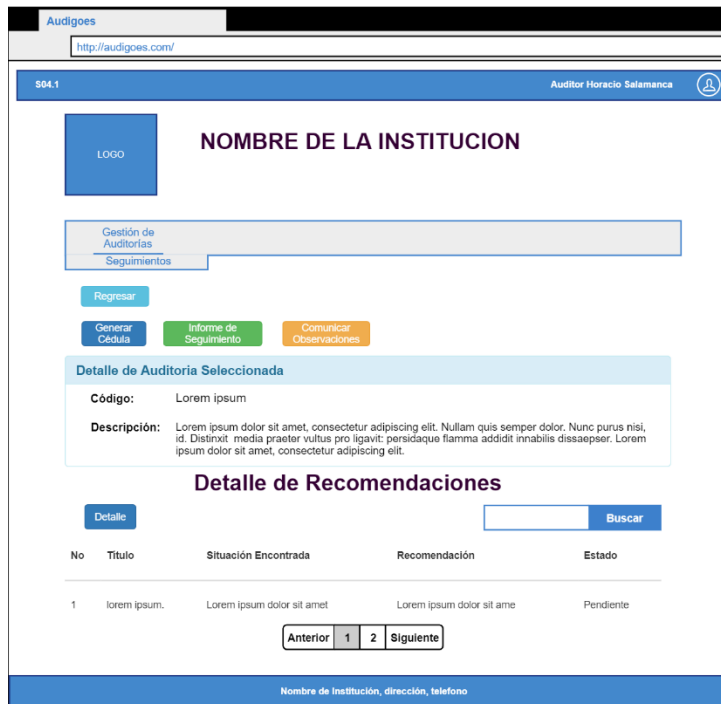 Audigoes
http://audigoes.com/
S04.1 Auditor Horacio Salamanca
LOGO
NOMBRE DE LA INSTITUCION
Gestión de
Auditorías
Seguimientos
Regresar
Generar
Cédula
Informe de
Seguimiento
Comunicar
Observaciones
Detalle de Auditoria Seleccionada
Código: Lorem ipsum
Descripción: Lorem ipsum dolor sit amet, consectetur adipiscing elit. Nullam quis semper dolor. Nunc purus nisi,
id. Distinxit media praeter vultus pro ligavit: persidaque flamma addidit innabilis dissaepser. Lorem
ipsum dolor sit amet, consectetur adipiscing elit.
Detalle de Recomendaciones
Detalle Buscar
No Título Situación Encontrada Recomendación Estado
1 lorem ipsum. Lorem ipsum dolor sit amet Lorem ipsum dolor sit ame Pendiente
Anterior 1 2 Siguiente
Nombre de Institución, dirección, telefono